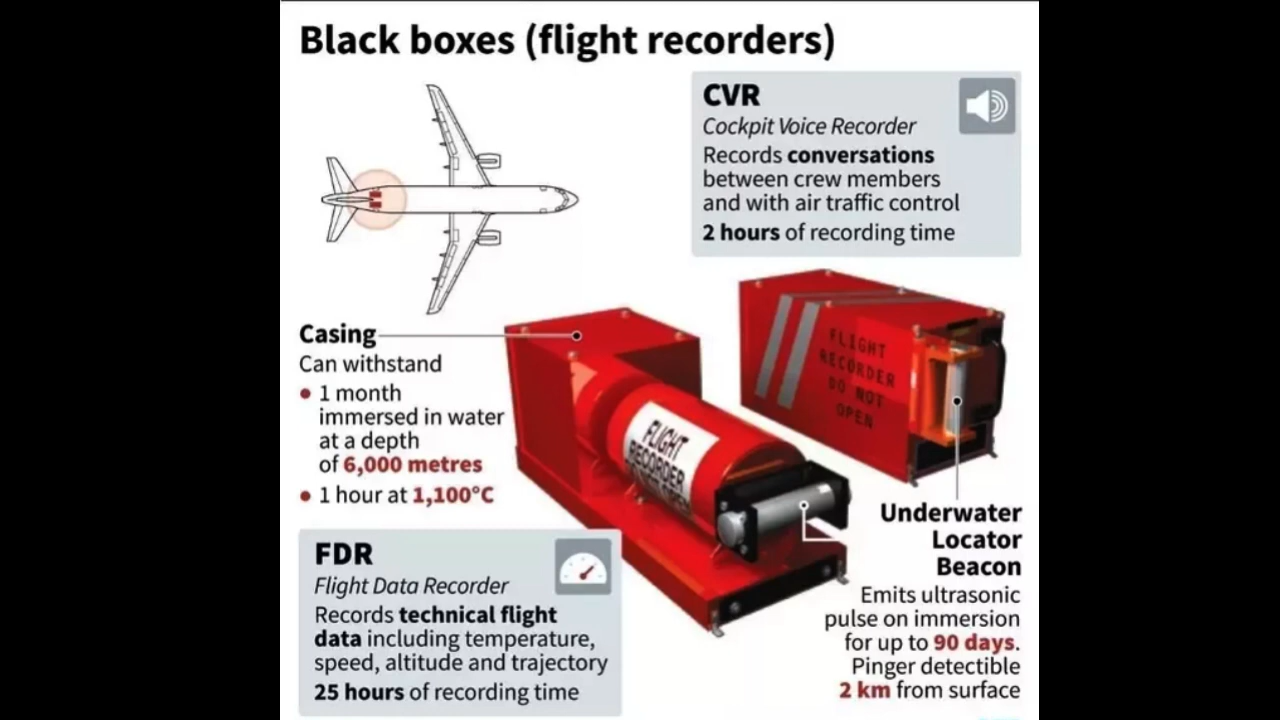 Black boxes (flight recorders)
CVR
Cockpit Voice Recorder
Records conversations
between crew members
and with air traffic control
2 hours of recording time
Casing
Can withstand
• 1 month
immersed in water
at a depth
of 6,000 metres
• 1 hour at 1,100°C
FLIGHT
RECORDER
DO NOT
OPEN
FLIGHT
RECORDER
Underwater
Locator
Beacon
Emits ultrasonic
pulse on immersion
for up to 90 days.
Pinger detectible
2 km from surface
FDR
Flight Data Recorder
Records technical flight
data including temperature,
speed, altitude and trajectory
25 hours of recording time